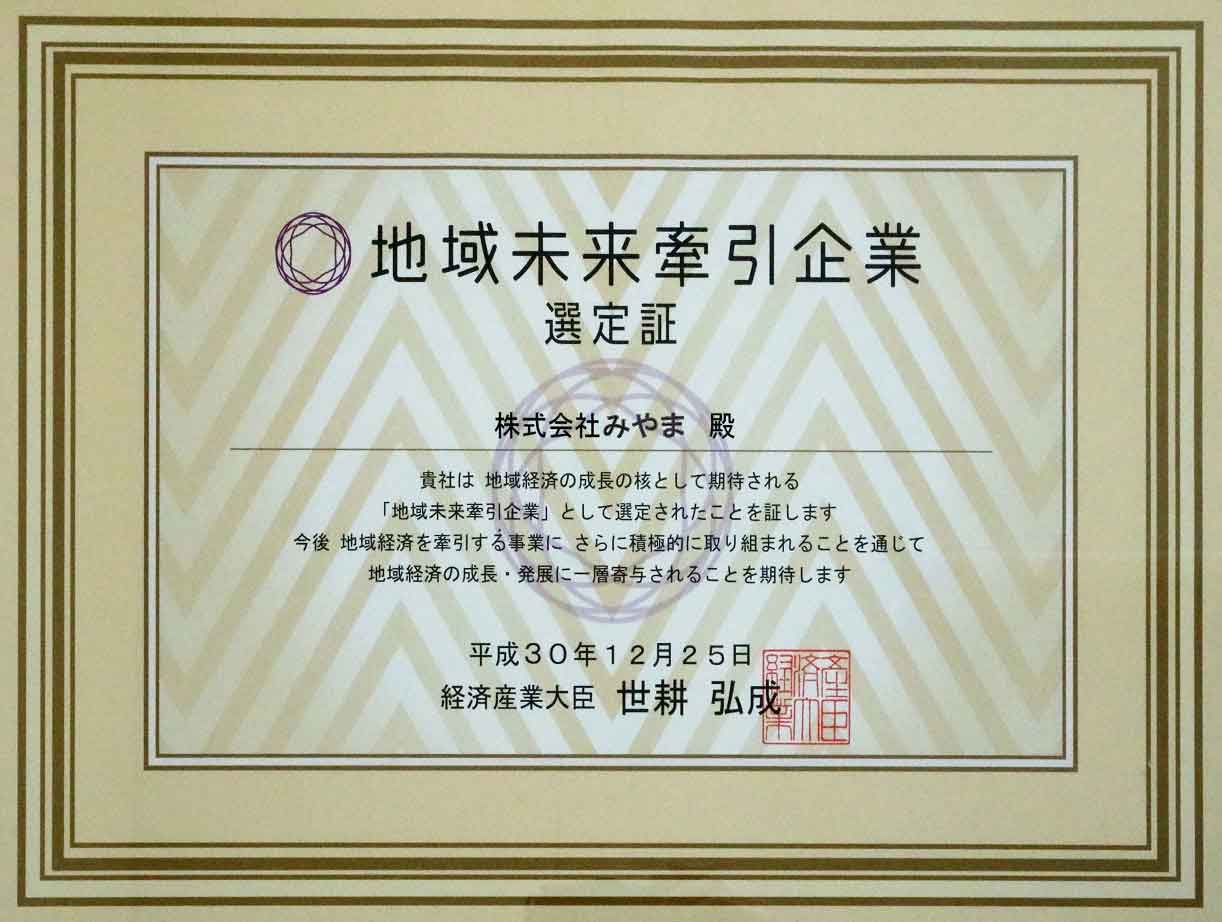 地域未来牽引企業
選定証
株式会社みやま 殿
貴社は 地域経済の成長の核として期待される
「地域未来牽引企業」として選定されたことを証します
今後 地域経済を牽引する事業に さらに積極的に取り組まれることを通じて
地域経済の成長・発展に一層寄与されることを期待します
平成30年12月25日
経済産業大臣 世耕 弘成